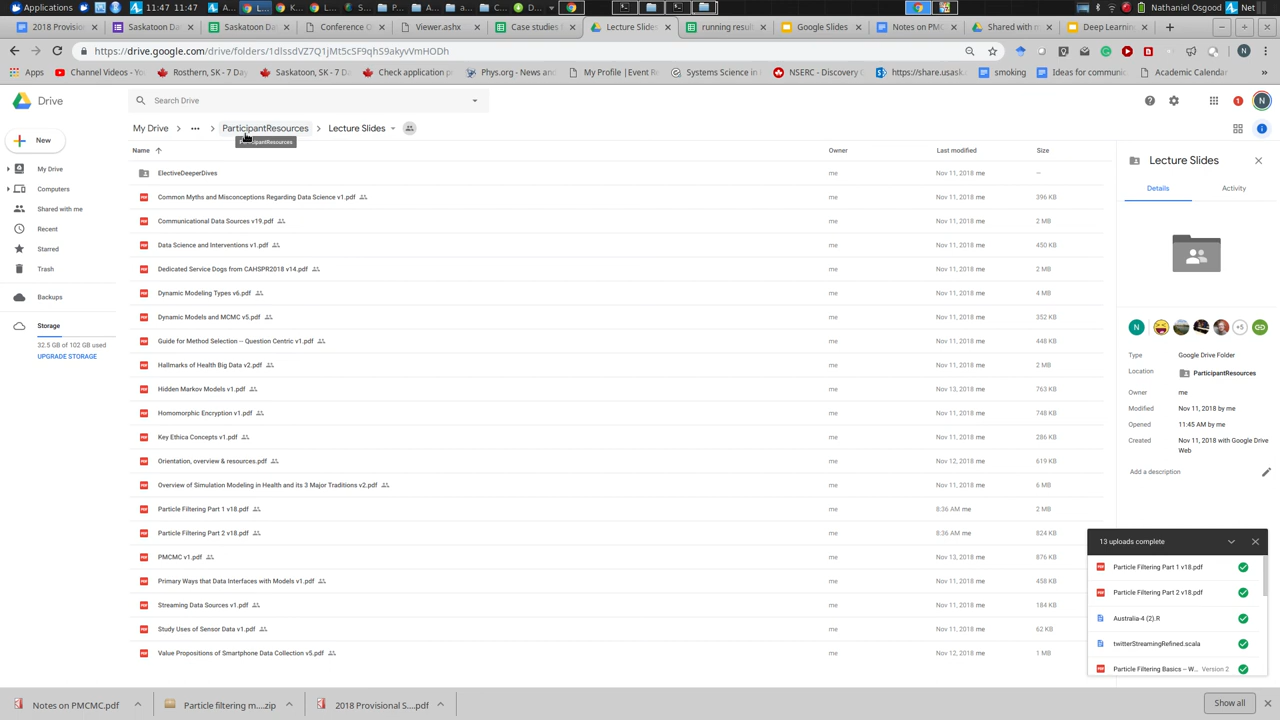 Applications
11:47 11:47
Nathaniel Osgood
2018 Provision
Saskatoon Da
Saskatoon Da
Conference st
Viewer.ashx
Case studies f
Lecture Slides
running resou
Google Slides
Notes on PMC
Shared with m
Deep Learning
https://drive.google.com/drive/folders/1dlssdVZ7Q1jMt5cSF9qhS9akyvVmHODh
Apps
Channel Videos - Yo
Rosthern, SK - 7 Day
Saskatoon, SK - 7 D
Check application p
Phys.org - News and
My Profile | Event R
Systems Science in
NSERC - Discovery
https://share.usask.
smoking
Ideas for communic
Academic Calendar
Drive
Search Drive
1
N
New
My Drive
...
ParticipantResources
Lecture Slides
ParticipantResources
My Drive
Computers
Shared with me
Recent
Starred
Trash
Backups
Storage
32.5 GB of 102 GB used
UPGRADE STORAGE
Name Owner Last modified Size
ElectiveDeeperDives me Nov 11, 2018 me –
Common Myths and Misconceptions Regarding Data Science v1.pdf me Nov 11, 2018 me 396 KB
Communicational Data Sources v19.pdf me Nov 11, 2018 me 2 MB
Data Science and Interventions v1.pdf me Nov 11, 2018 me 450 KB
Dedicated Service Dogs from CAHSPR2018 v14.pdf me Nov 11, 2018 me 2 MB
Dynamic Modeling Types v6.pdf me Nov 11, 2018 me 4 MB
Dynamic Models and MCMC v5.pdf me Nov 11, 2018 me 352 KB
Guide for Method Selection -- Question Centric v1.pdf me Nov 11, 2018 me 448 KB
Hallmarks of Health Big Data v2.pdf me Nov 11, 2018 me 2 MB
Hidden Markov Models v1.pdf me Nov 13, 2018 me 763 KB
Homomorphic Encryption v1.pdf me Nov 11, 2018 me 748 KB
Key Ethica Concepts v1.pdf me Nov 11, 2018 me 286 KB
Orientation, overview & resources.pdf me Nov 12, 2018 me 619 KB
Overview of Simulation Modeling in Health and its 3 Major Traditions v2.pdf me Nov 11, 2018 me 6 MB
Particle Filtering Part 1 v18.pdf me 8:36 AM me 2 MB
Particle Filtering Part 2 v18.pdf me 8:36 AM me 824 KB
PMCMC v1.pdf me Nov 13, 2018 me 876 KB
Primary Ways that Data Interfaces with Models v1.pdf me Nov 11, 2018 me 458 KB
Streaming Data Sources v1.pdf me Nov 11, 2018 me 184 KB
Study Uses of Sensor Data v1.pdf me Nov 11, 2018 me 62 KB
Value Propositions of Smartphone Data Collection v5.pdf me Nov 12, 2018 me 1 MB
Lecture Slides
Details Activity
N +5
Type Google Drive Folder
Location ParticipantResources
Owner me
Modified Nov 11, 2018 by me
Opened 11:45 AM by me
Created Nov 11, 2018 with Google Drive
Web
Add a description
13 uploads complete
Particle Filtering Part 1 v18.pdf
Particle Filtering Part 2 v18.pdf
Australia-4 (2).R
twitterStreamingRefined.scala
Particle Filtering Basics -- W... Version 2
Notes on PMCMC.pdf
Particle filtering m....zip
2018 Provisional S....pdf
Show all